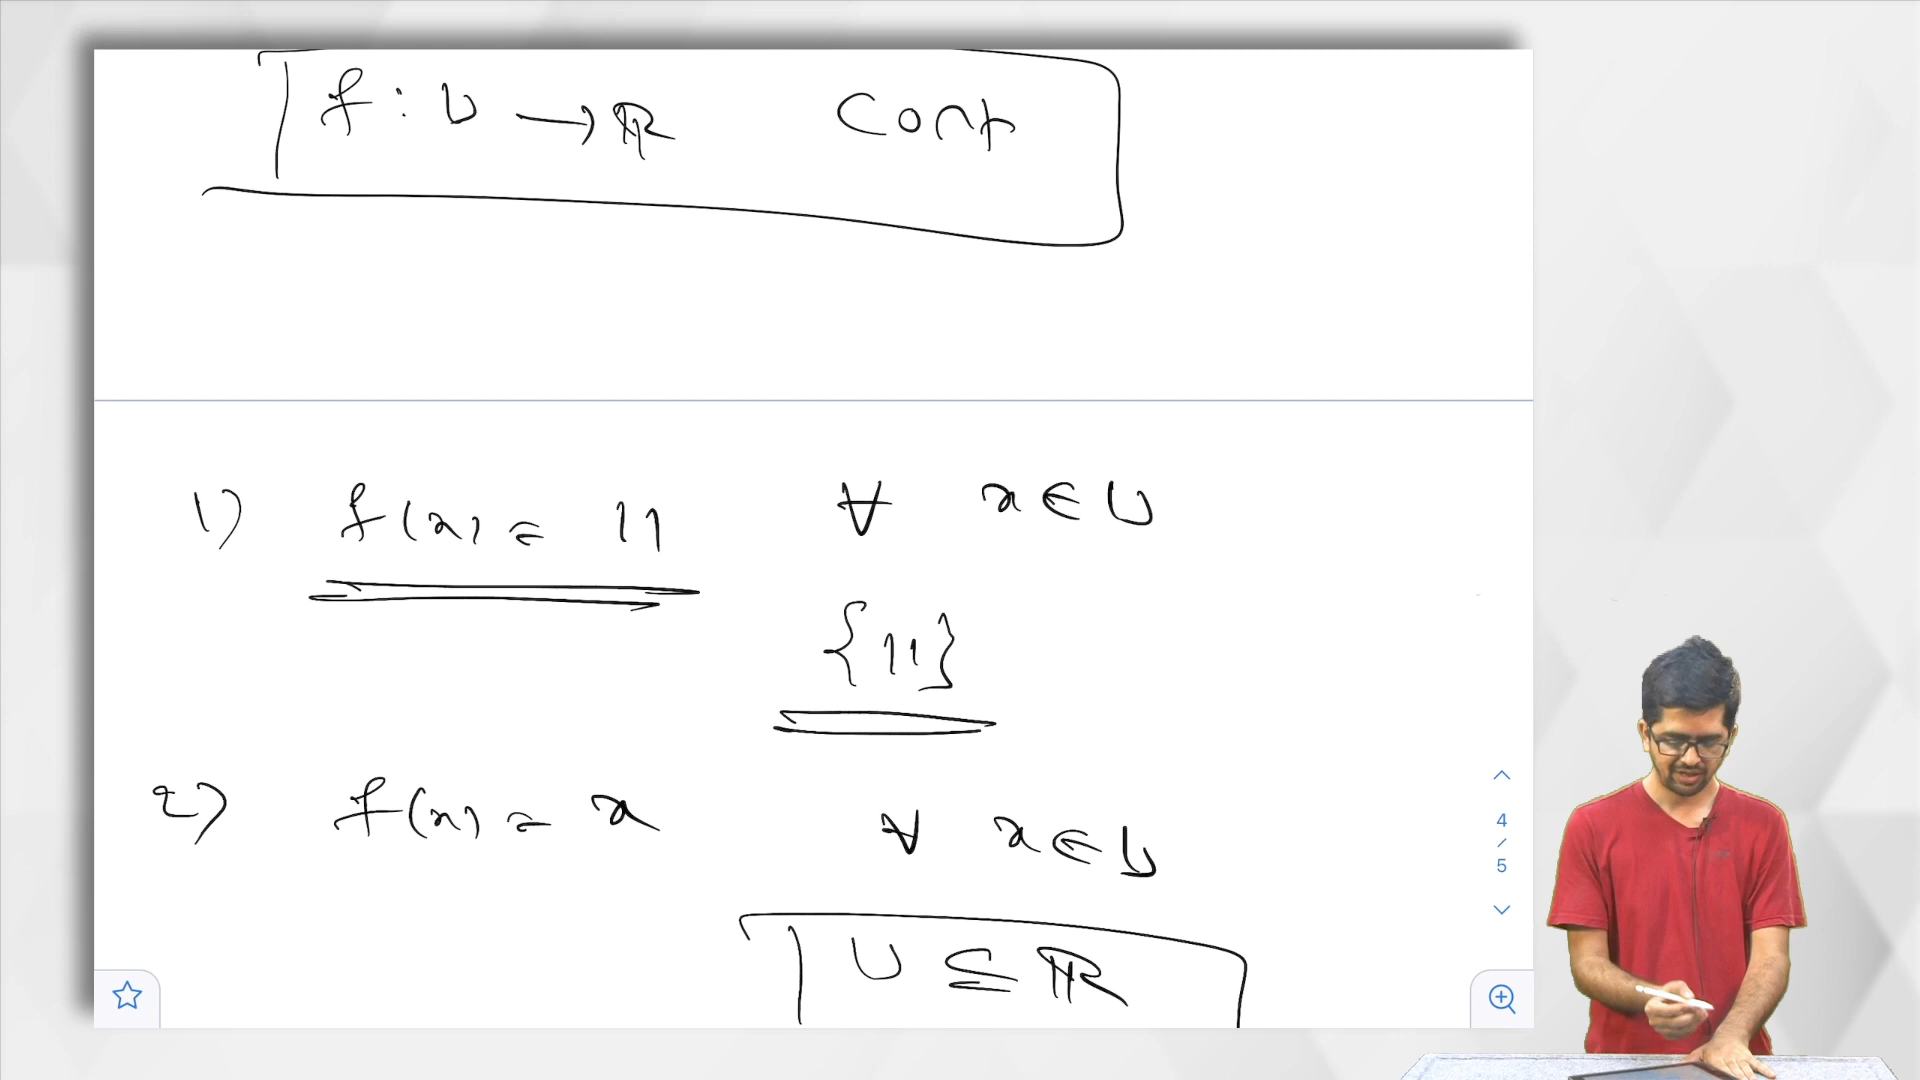 f : U → ℝ cont
1) f(x) = 11 ∀ x ∈ U
{11}
2) f(x) = x ∀ x ∈ U
U ⊆ ℝ
4
/
5